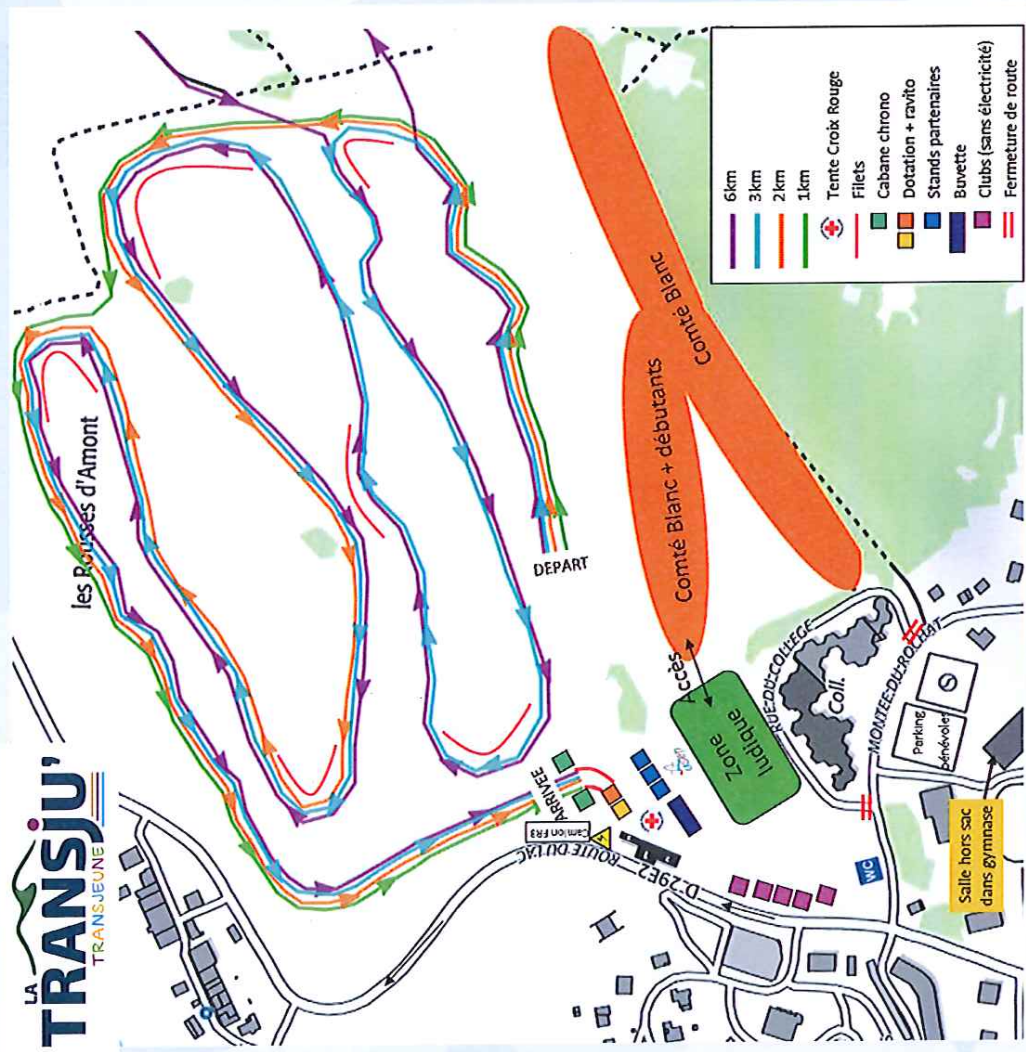 LA
TRANSJU'
TRANSJEUNE
les Rousses d'Amont
DEPART
ARRIVEE
Camion FR3
ROUTE DU LAC
D 29E2
Accès
Zone
ludique
Comté Blanc + débutants
Comté Blanc
RUE DU COLLEGE
Coll.
MONTEE DU ROCHAT
Parking
bénévoles
WC
Salle hors sac
dans gymnase
6km
3km
2km
1km
Tente Croix Rouge
Filets
Cabane chrono
Dotation + ravito
Stands partenaires
Buvette
Clubs (sans électricité)
Fermeture de route